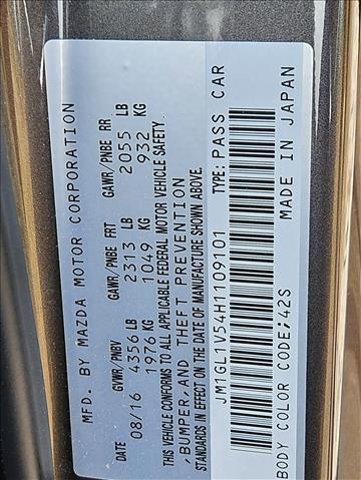 MFD. BY MAZDA MOTOR CORPORATION
DATE GVWR/PNBV GAWR/PNBE FRT GAWR/PNBE RR
08/16 4356 LB 2313 LB 2055 LB
1976 KG 1049 KG 932 KG
THIS VEHICLE CONFORMS TO ALL APPLICABLE FEDERAL MOTOR VEHICLE SAFETY,
BUMPER,AND THEFT PREVENTION
STANDARDS IN EFFECT ON THE DATE OF MANUFACTURE SHOWN ABOVE.
JM1GL1V54H1109101 TYPE:PASS CAR
BODY COLOR CODE;42S MADE IN JAPAN